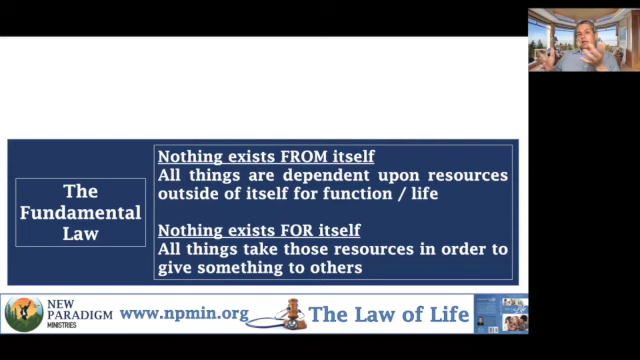 The
Fundamental
Law
Nothing exists FROM itself
All things are dependent upon resources
outside of itself for function / life
Nothing exists FOR itself
All things take those resources in order to
give something to others
NEW
PARADIGM
MINISTRIES
www.npmin.org
The Law of Life